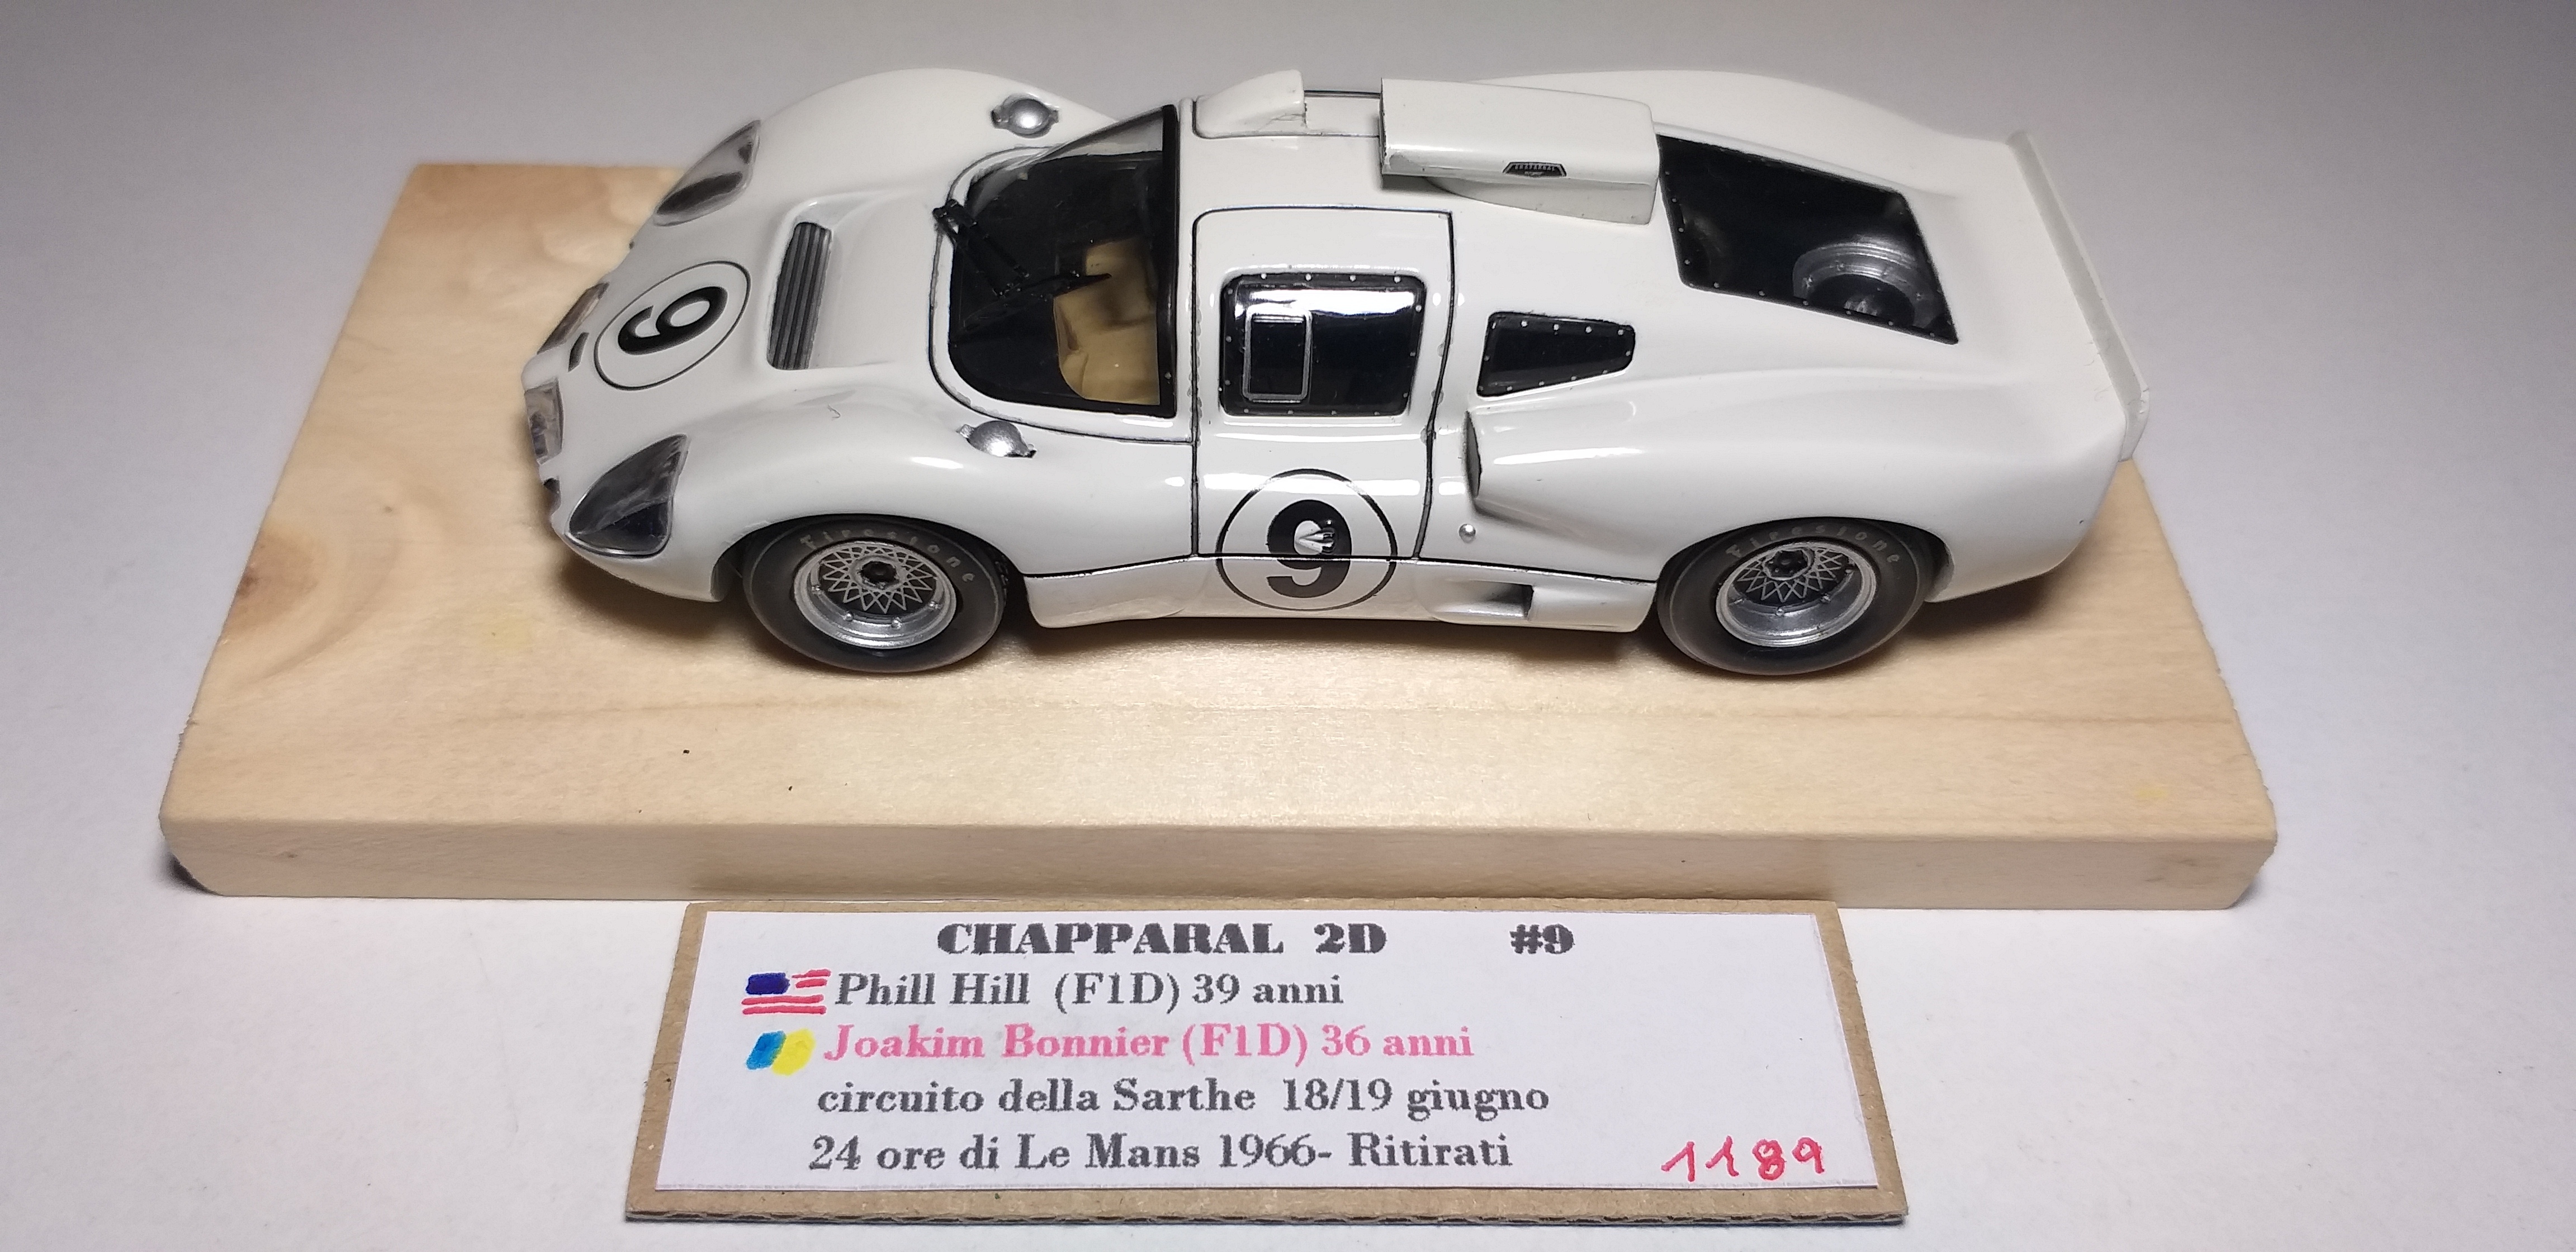 9
9
Firestone
Firestone
CHAPPARAL 2D #9
Phill Hill (F1D) 39 anni
Joakim Bonnier (F1D) 36 anni
circuito della Sarthe 18/19 giugno
24 ore di Le Mans 1966- Ritirati
1189